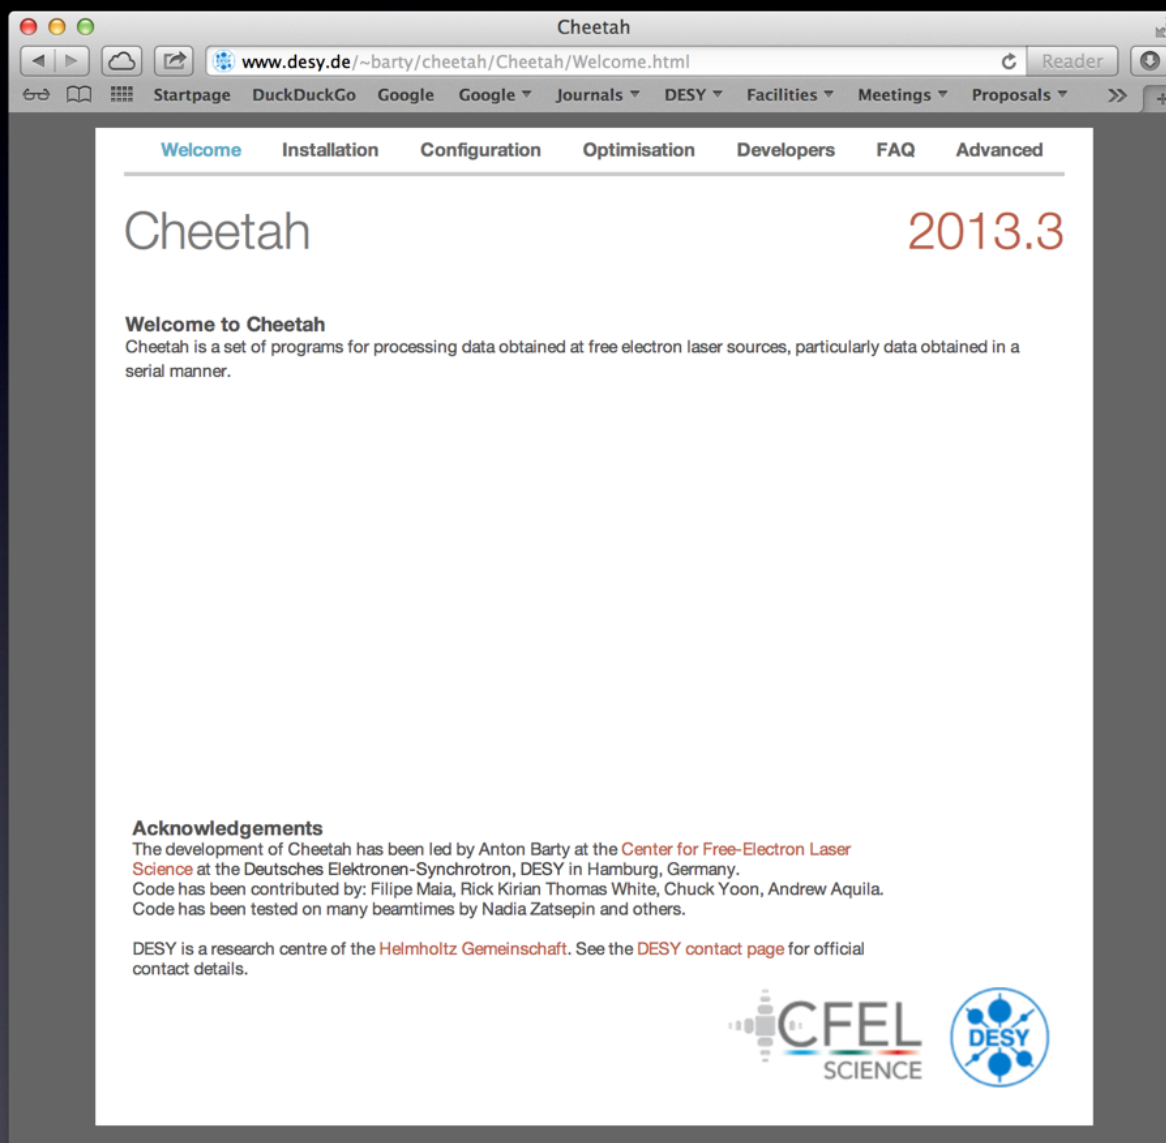 Cheetah
www.desy.de/~barty/cheetah/Cheetah/Welcome.html
Reader
Startpage DuckDuckGo Google Google Journals DESY Facilities Meetings Proposals
Welcome Installation Configuration Optimisation Developers FAQ Advanced
Cheetah 2013.3
Welcome to Cheetah
Cheetah is a set of programs for processing data obtained at free electron laser sources, particularly data obtained in a
serial manner.
Acknowledgements
The development of Cheetah has been led by Anton Barty at the Center for Free-Electron Laser
Science at the Deutsches Elektronen-Synchrotron, DESY in Hamburg, Germany.
Code has been contributed by: Filipe Maia, Rick Kirian Thomas White, Chuck Yoon, Andrew Aquila.
Code has been tested on many beamtimes by Nadia Zatsepin and others.
DESY is a research centre of the Helmholtz Gemeinschaft. See the DESY contact page for official
contact details.
CFEL
SCIENCE
DESY